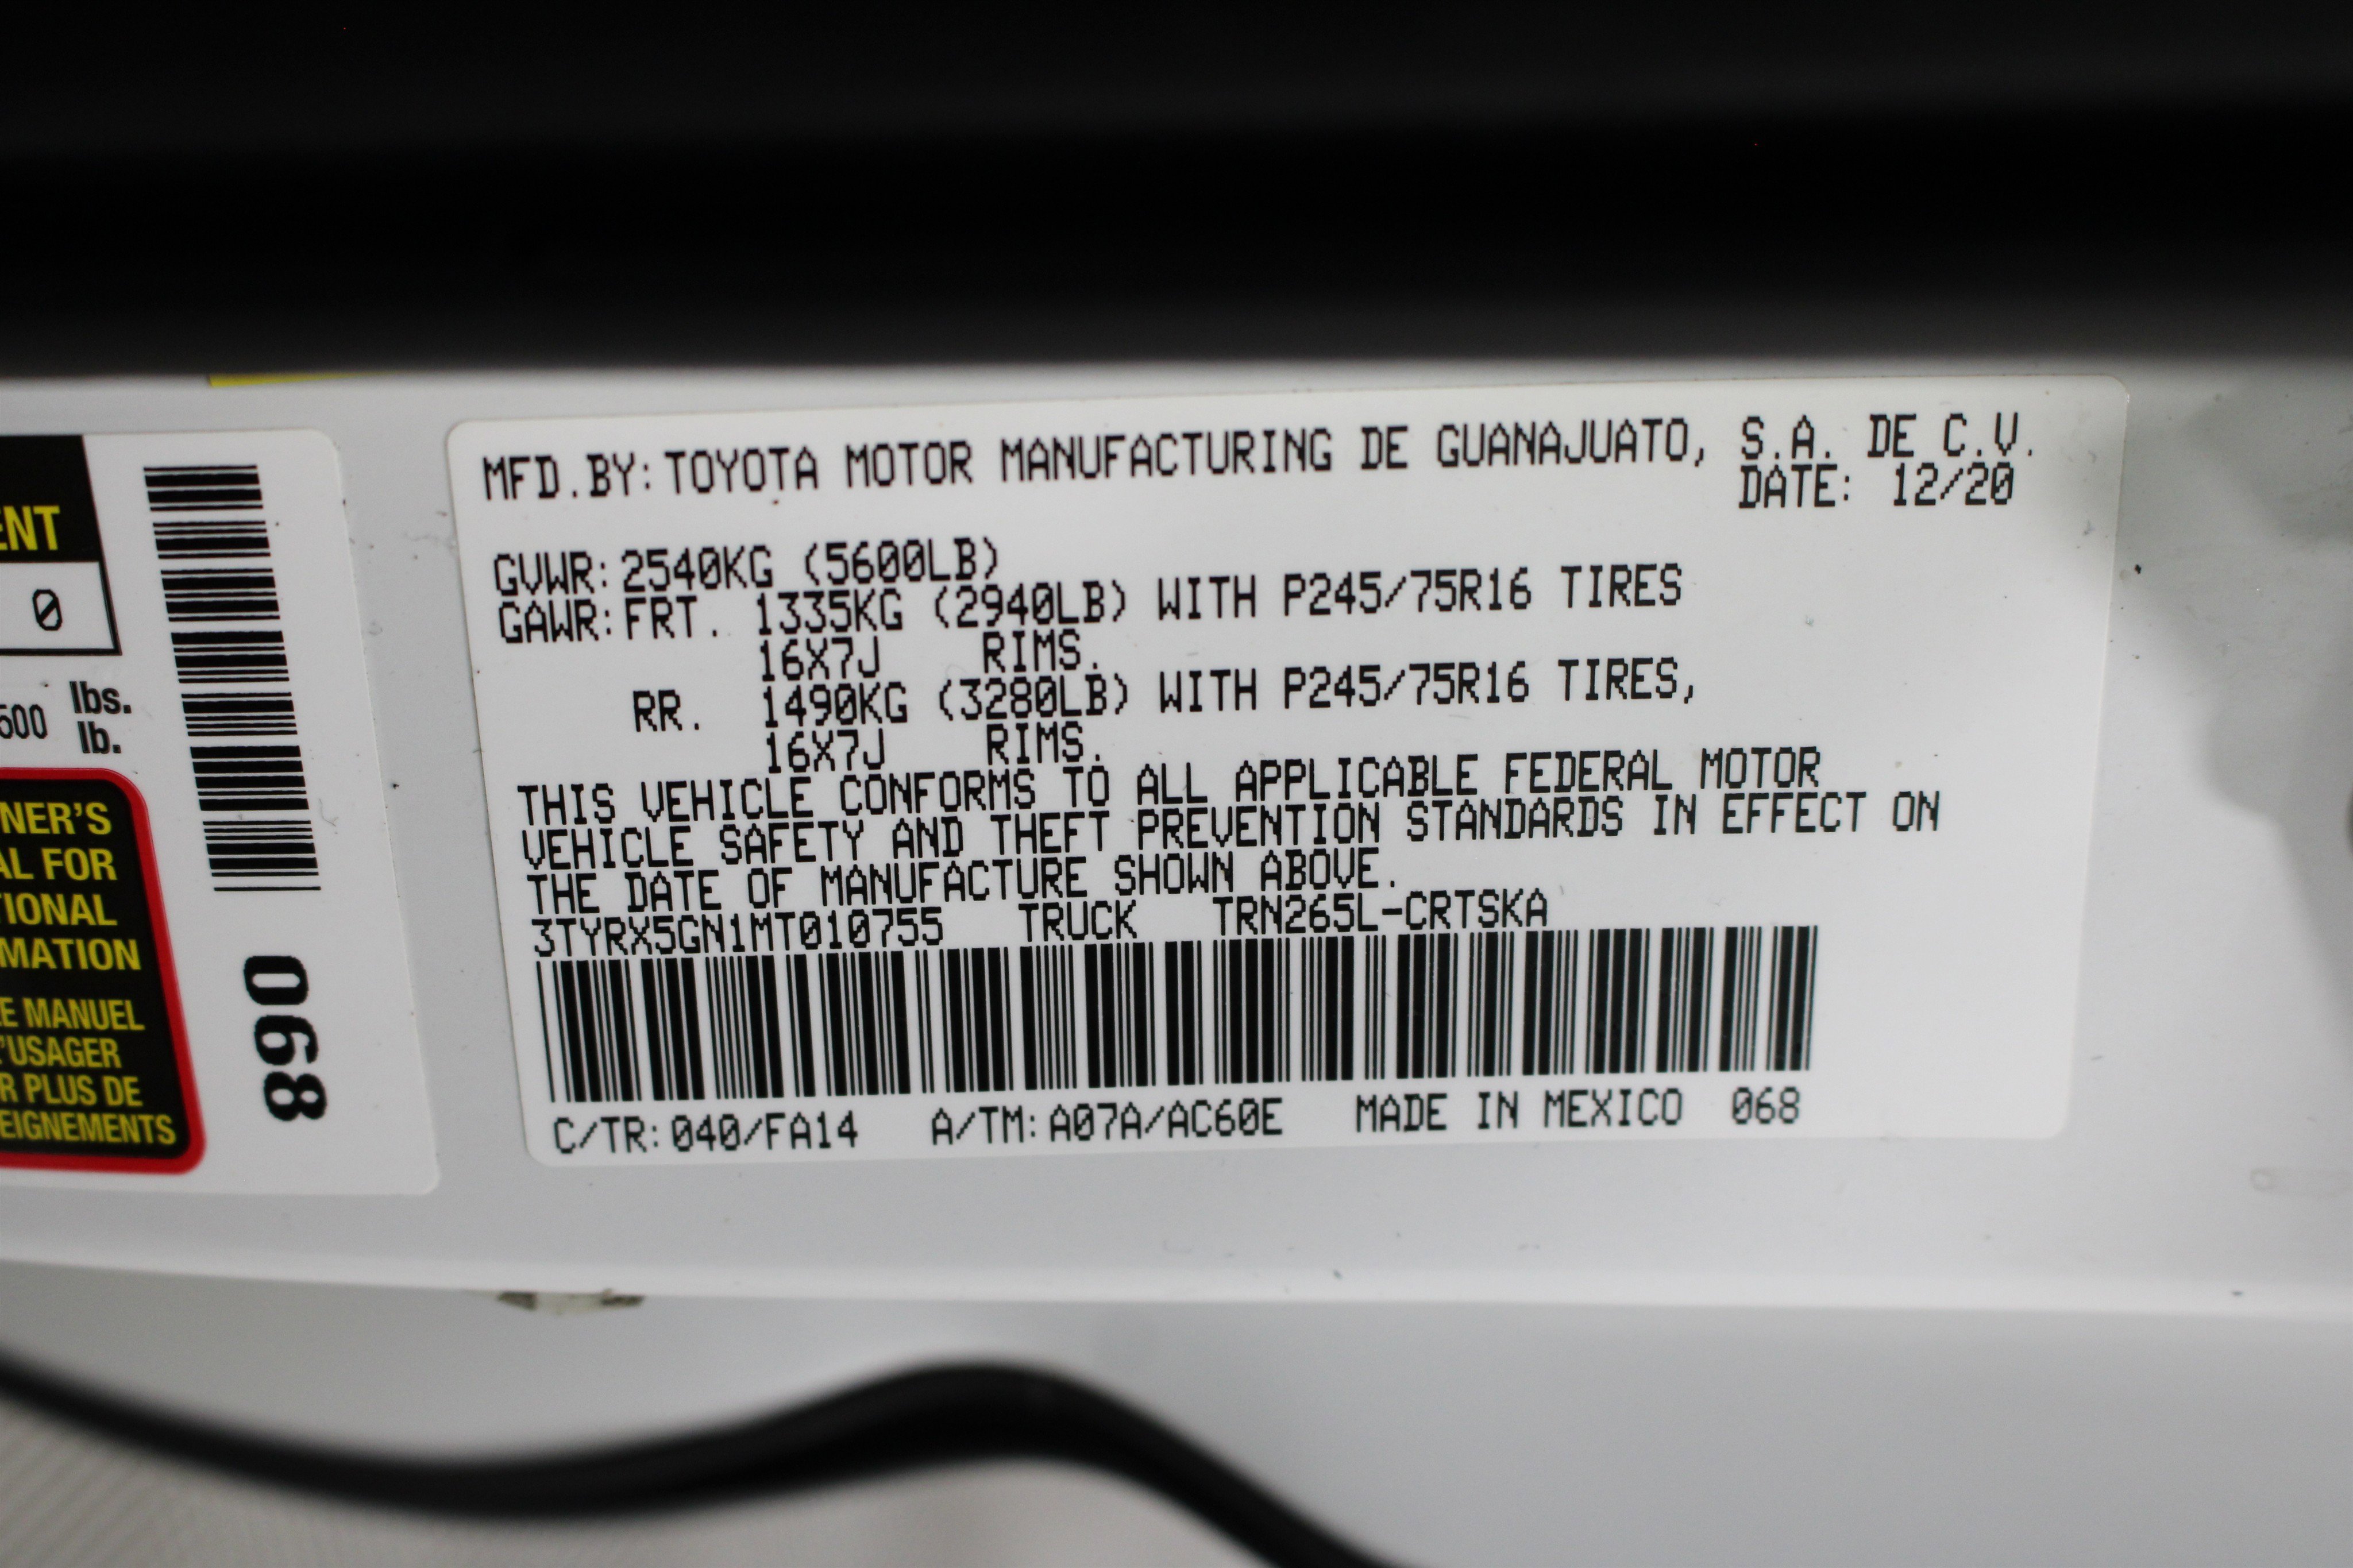 MFD.BY:TOYOTA MOTOR MANUFACTURING DE GUANAJUATO, S.A. DE C.V.
DATE: 12/20
GVWR:2540KG (5600LB)
GAWR:FRT. 1335KG (2940LB) WITH P245/75R16 TIRES
16X7J RIMS.
RR. 1490KG (3280LB) WITH P245/75R16 TIRES,
16X7J RIMS.
THIS VEHICLE CONFORMS TO ALL APPLICABLE FEDERAL MOTOR
VEHICLE SAFETY AND THEFT PREVENTION STANDARDS IN EFFECT ON
THE DATE OF MANUFACTURE SHOWN ABOVE.
3TYRX5GN1MT010755 TRUCK TRN265L-CRTSKA
C/TR:040/FA14 A/TM:A07A/AC60E MADE IN MEXICO 068
ENT
0
lbs.
lb.
NER'S
AL FOR
TIONAL
MATION
E MANUEL
'USAGER
R PLUS DE
EIGNEMENTS
068